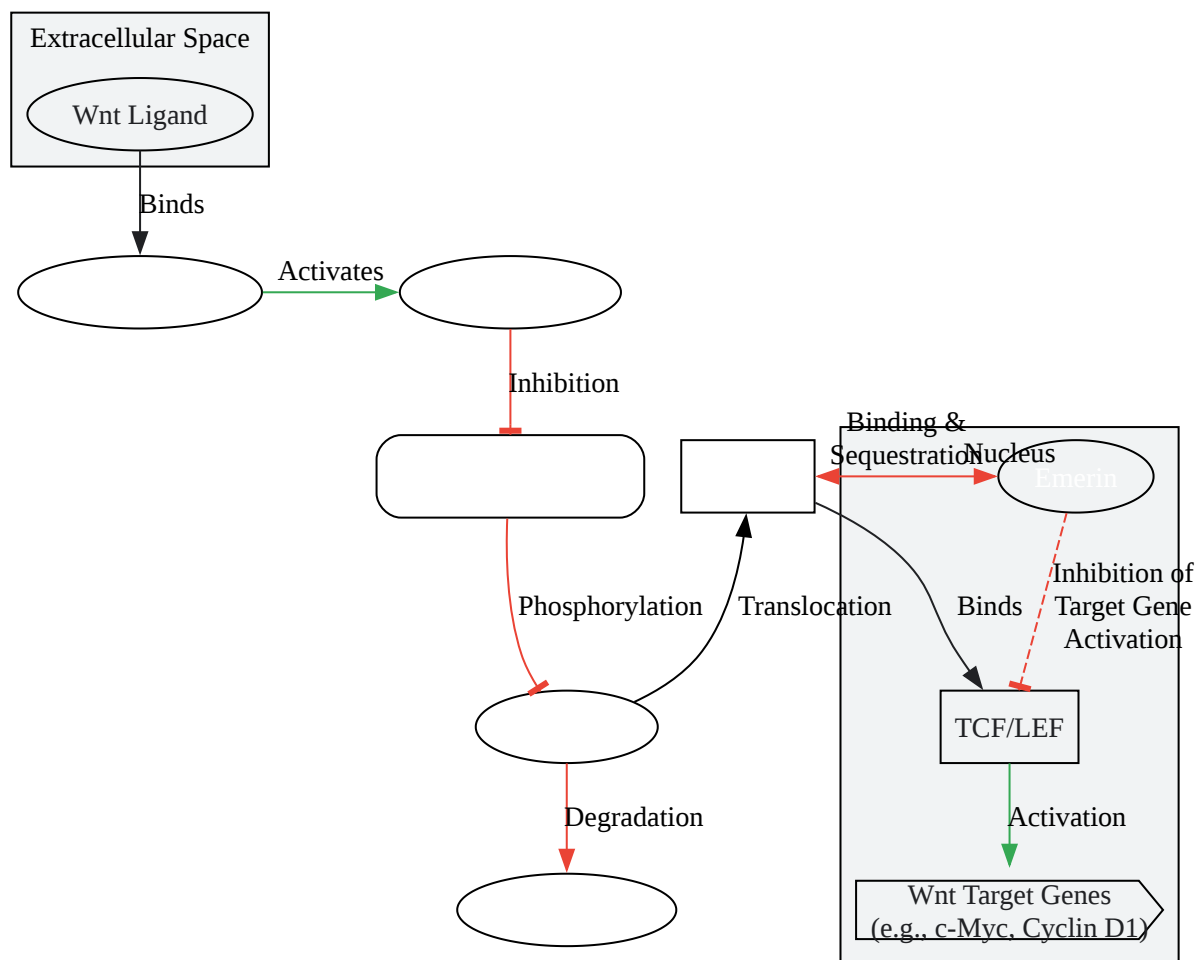 Extracellular Space
Wnt Ligand
Binds
Activates
Inhibition
Binding &
Sequestration
Nucleus
Emerin
Phosphorylation
Translocation
Binds
Inhibition of
Target Gene
Activation
TCF/LEF
Degradation
Activation
Wnt Target Genes
(e.g., c-Myc, Cyclin D1)